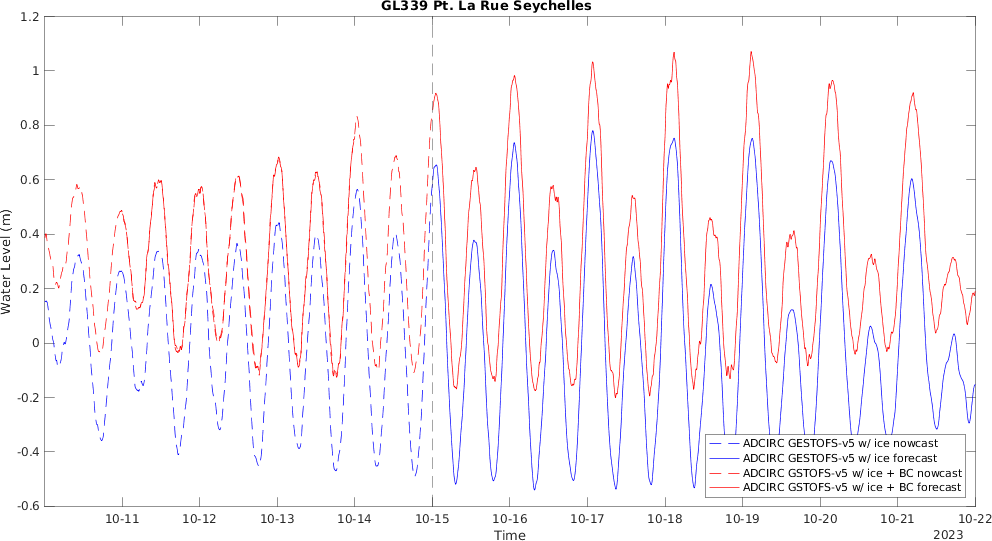 GL339 Pt. La Rue Seychelles
1.2
1
0.8
0.6
0.4
0.2
0
-0.2
-0.4
-0.6
Water Level (m)
ADCIRC GESTOFS-v5 w/ ice nowcast
ADCIRC GESTOFS-v5 w/ ice forecast
ADCIRC GSTOFS-v5 w/ ice + BC nowcast
ADCIRC GSTOFS-v5 w/ ice + BC forecast
10-11 10-12 10-13 10-14 10-15 10-16 10-17 10-18 10-19 10-20 10-21 10-22
Time 2023